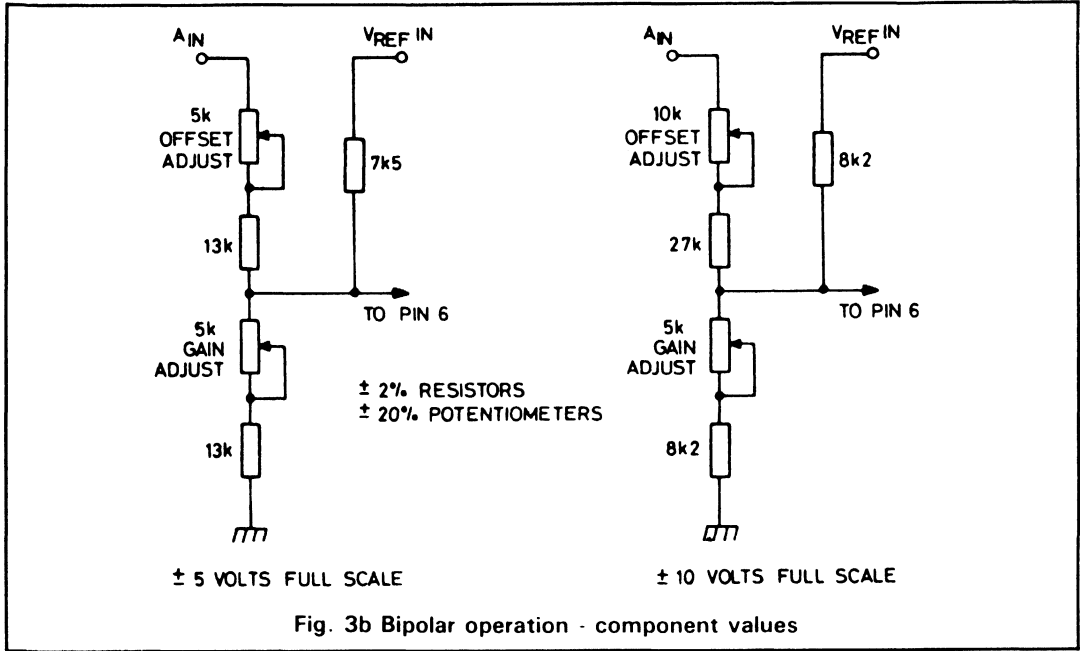 A IN
VREF IN
5k
OFFSET
ADJUST
7k5
13k
TO PIN 6
5k
GAIN
ADJUST
± 2% RESISTORS
± 20% POTENTIOMETERS
13k
± 5 VOLTS FULL SCALE
A IN
VREF IN
10k
OFFSET
ADJUST
8k2
27k
TO PIN 6
5k
GAIN
ADJUST
8k2
± 10 VOLTS FULL SCALE
Fig. 3b Bipolar operation - component values